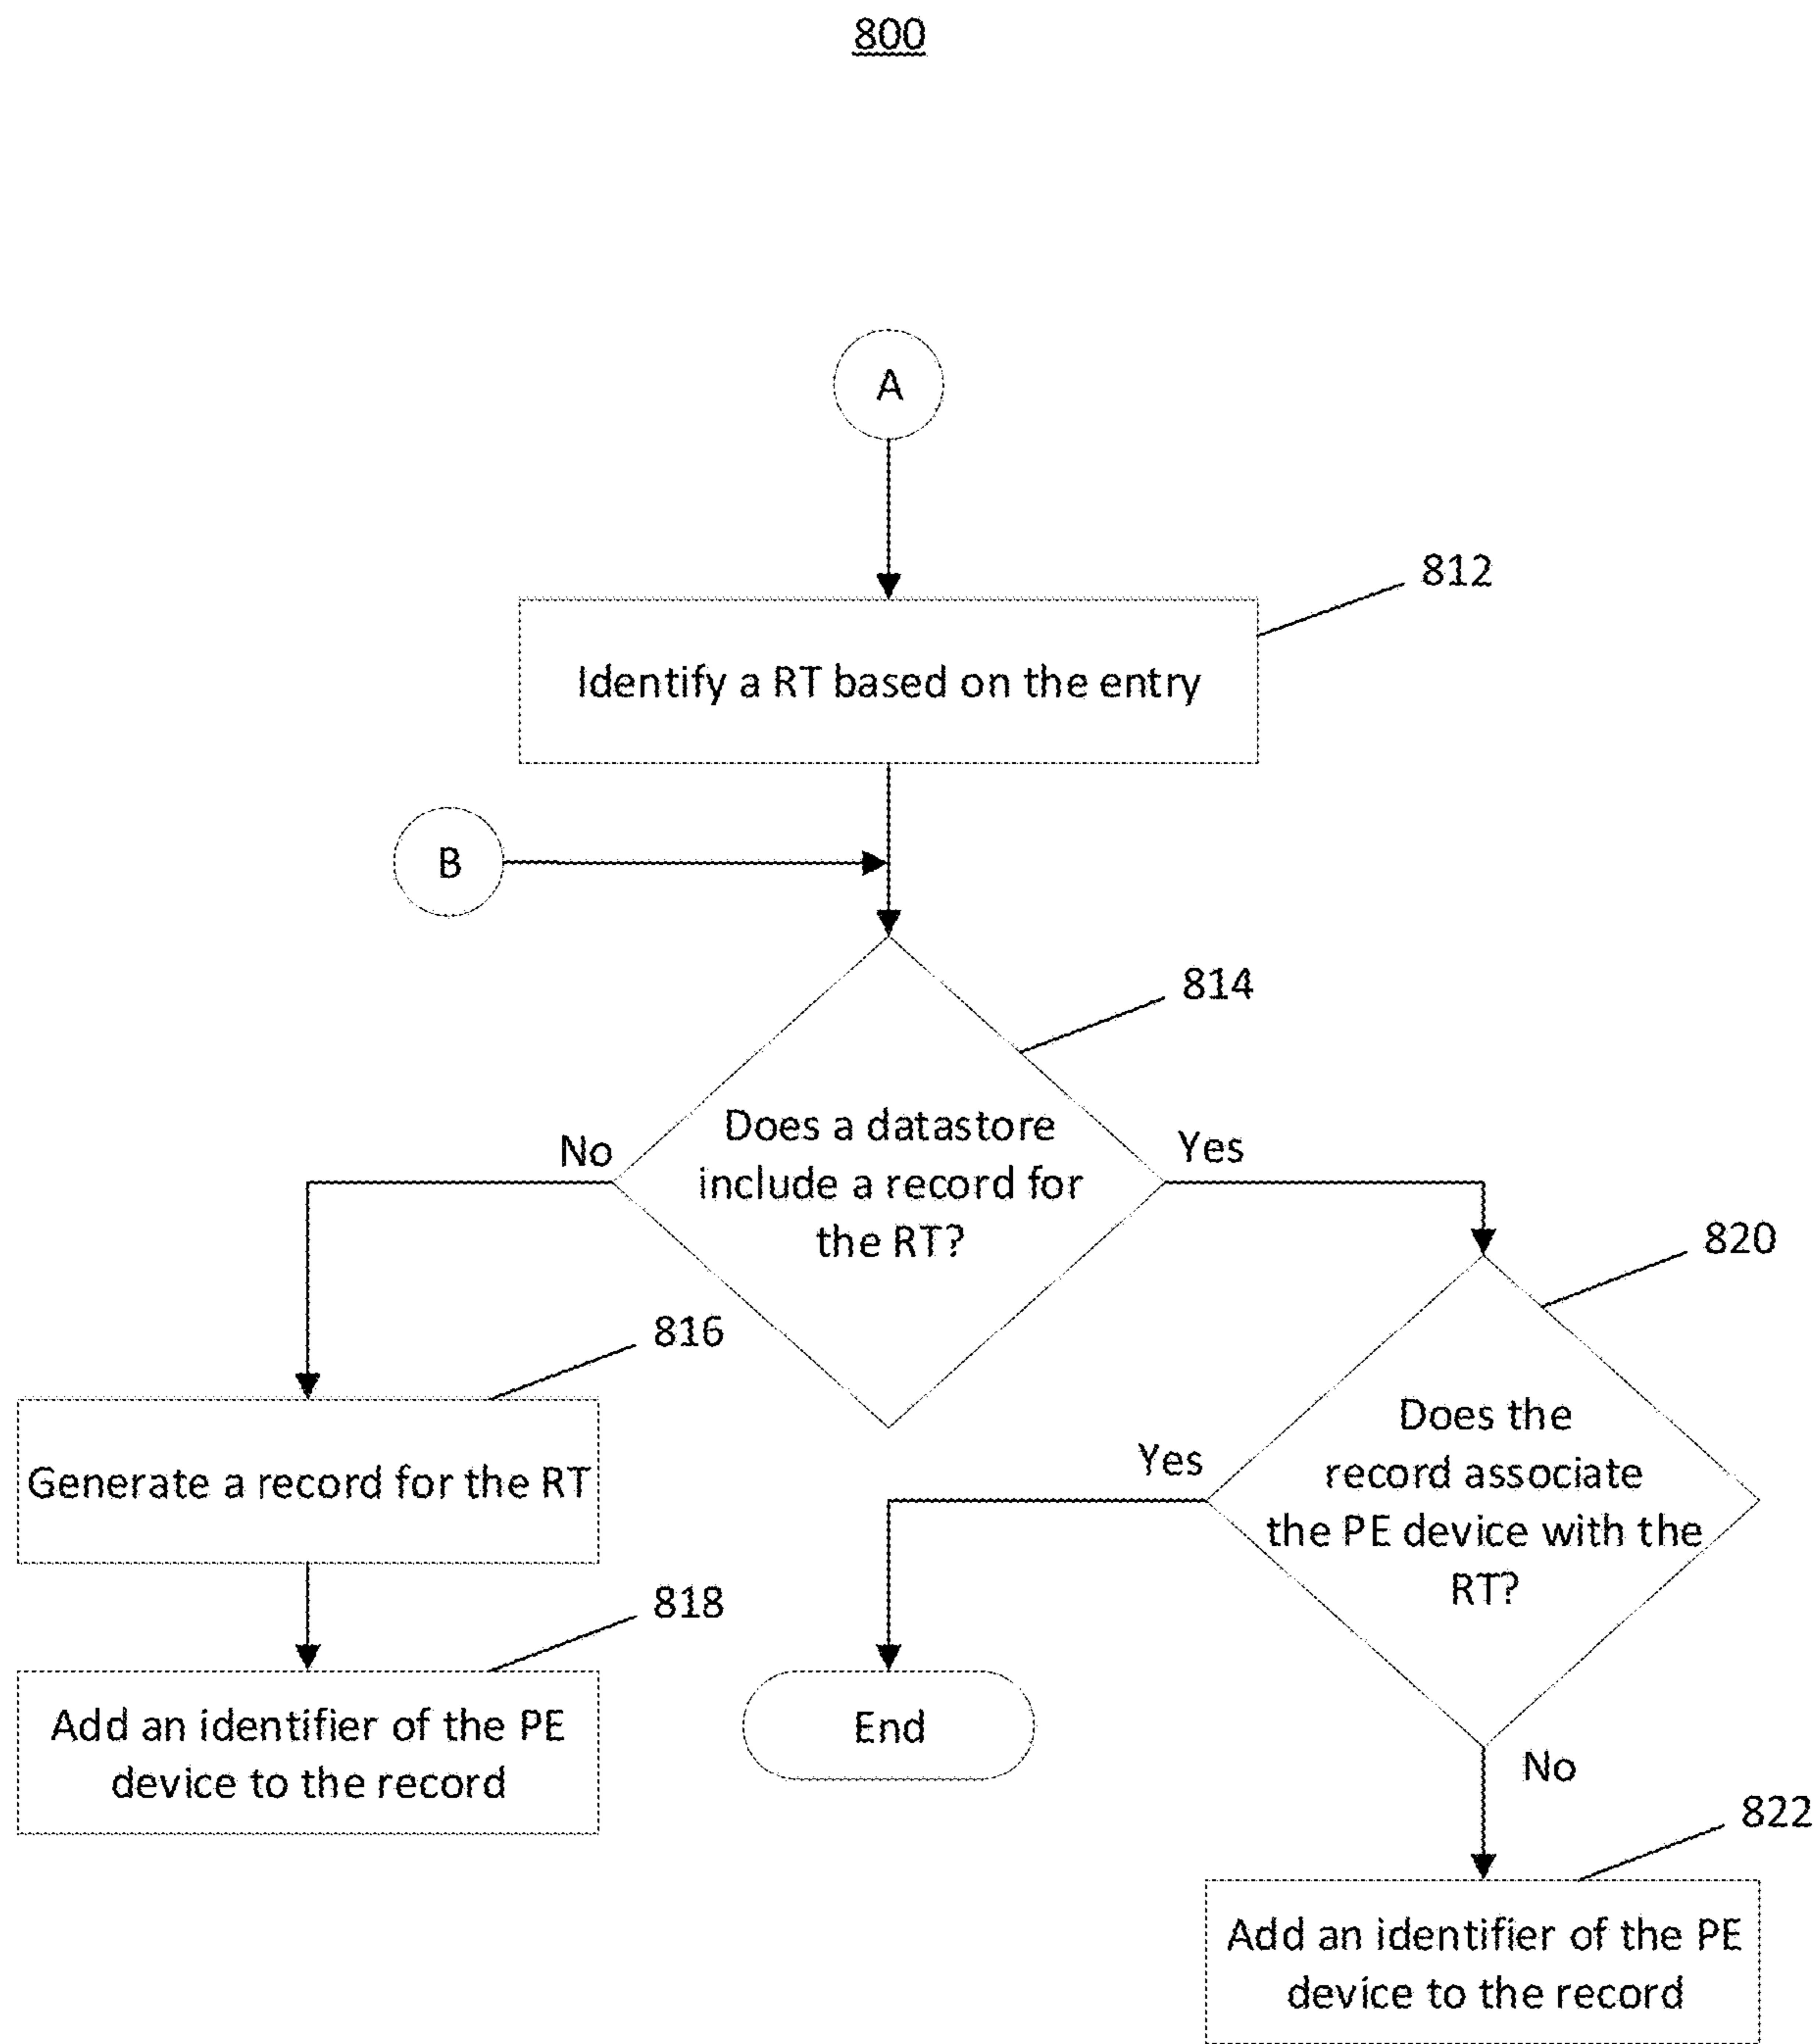 800
A
812
Identify a RT based on the entry
B
814
Does a datastore
include a record for
the RT?
No
Yes
820
816
Does the
record associate
the PE device with the
RT?
Yes
Generate a record for the RT
818
Add an identifier of the PE
device to the record
End
No
822
Add an identifier of the PE
device to the record